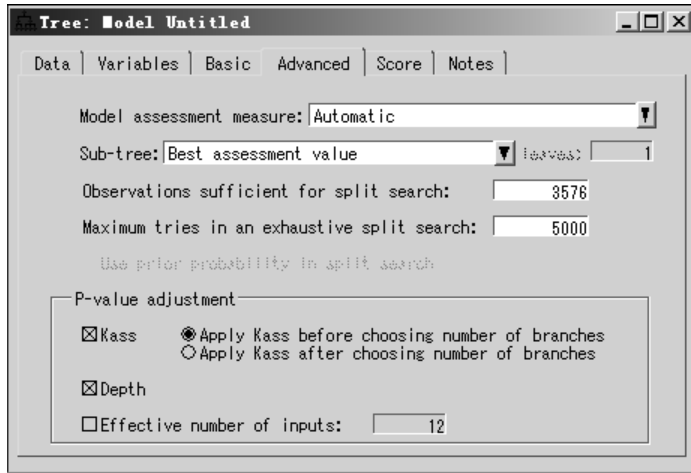 Tree: Model Untitled
Data Variables Basic Advanced Score Notes
Model assessment measure: Automatic
Sub-tree: Best assessment value leaves: 1
Observations sufficient for split search: 3576
Maximum tries in an exhaustive split search: 5000
Use prior probability in split search
P-value adjustment
Kass Apply Kass before choosing number of branches
Apply Kass after choosing number of branches
Depth
Effective number of inputs: 12